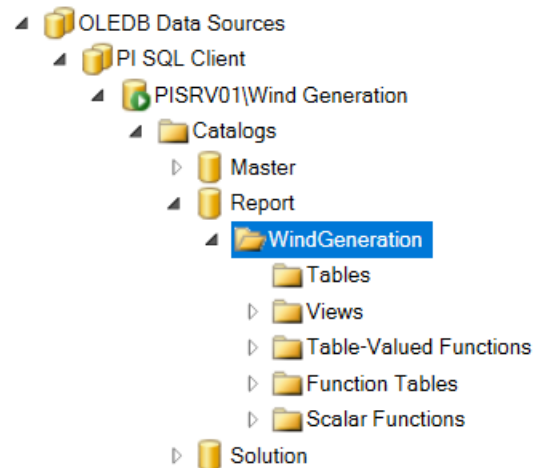 OLEDB Data Sources
PI SQL Client
PISRV01\Wind Generation
Catalogs
Master
Report
WindGeneration
Tables
Views
Table-Valued Functions
Function Tables
Scalar Functions
Solution